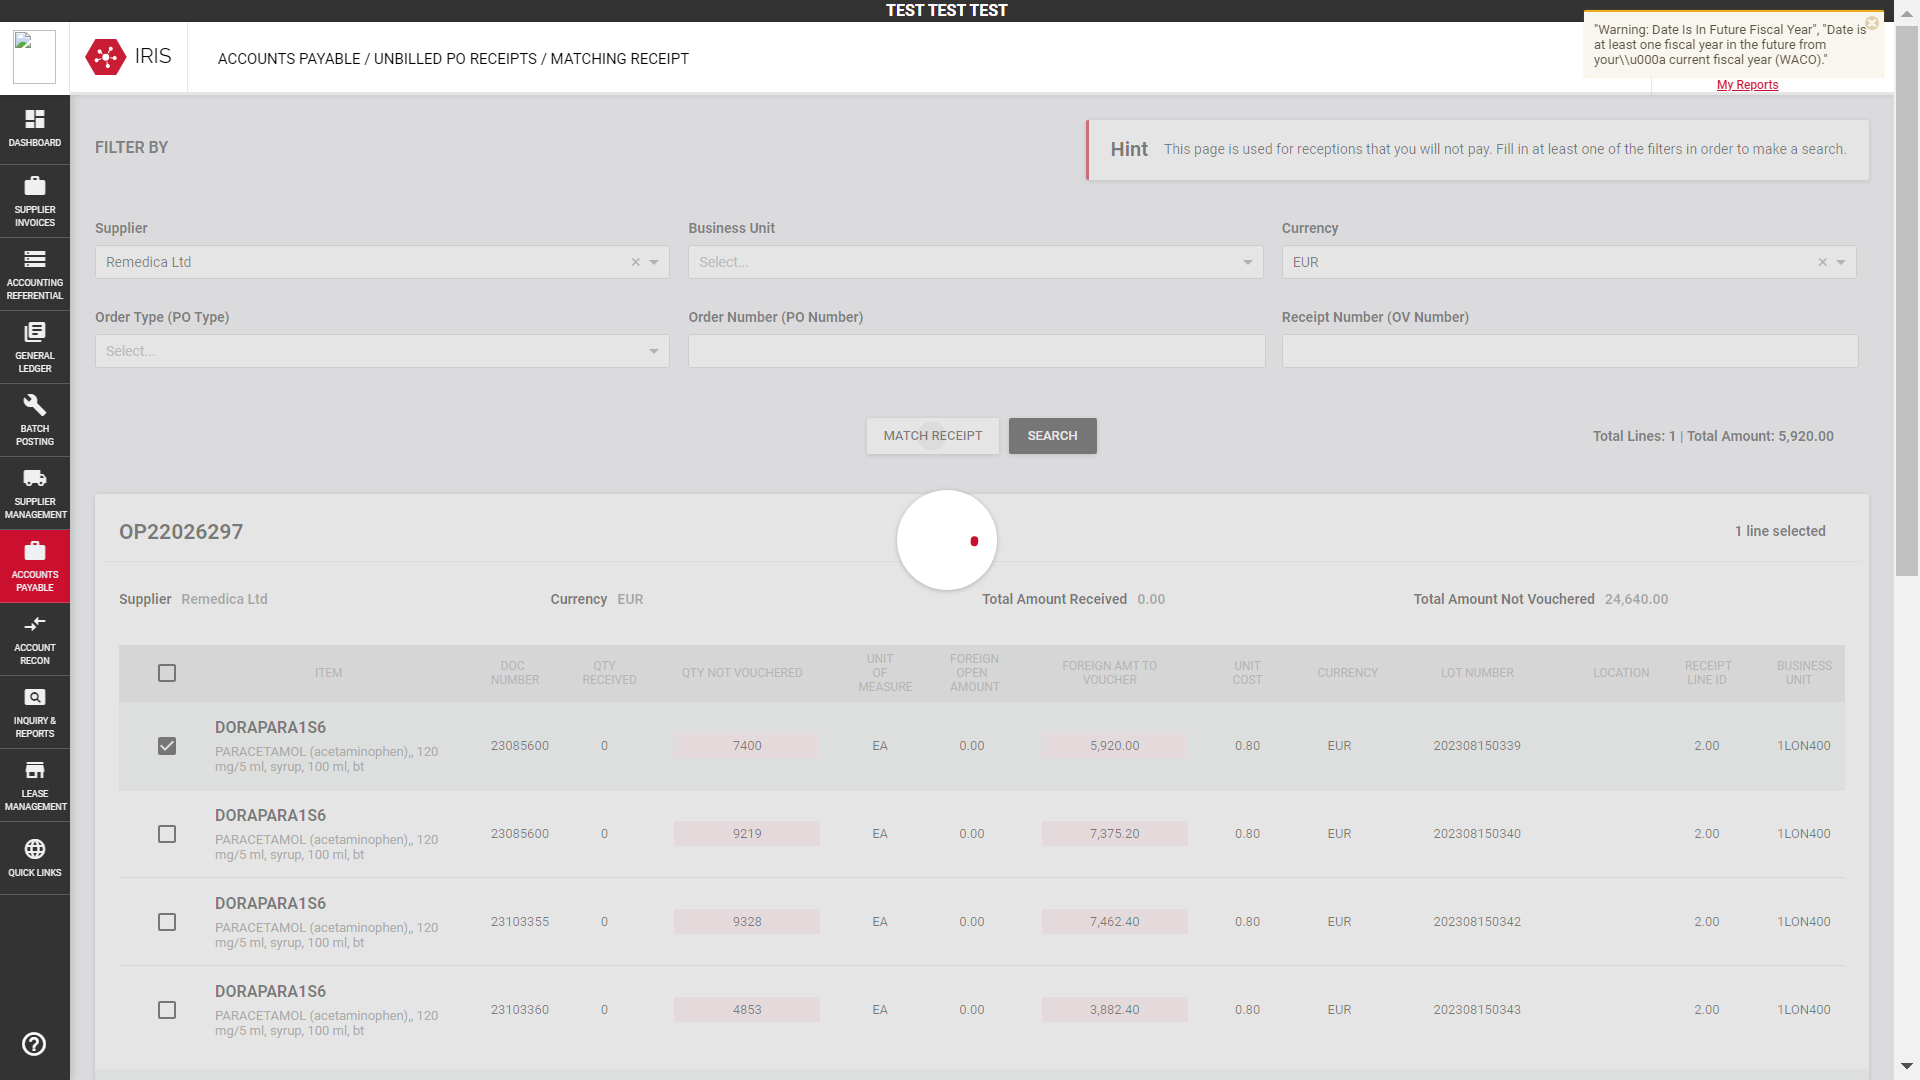 TEST TEST TEST
IRIS
ACCOUNTS PAYABLE / UNBILLED PO RECEIPTS / MATCHING RECEIPT
"Warning: Date Is In Future Fiscal Year", "Date is
at least one fiscal year in the future from
your\\u000a current fiscal year (WACO)."
My Reports
DASHBOARD
SUPPLIER
INVOICES
ACCOUNTING
REFERENTIAL
GENERAL
LEDGER
BATCH
POSTING
SUPPLIER
MANAGEMENT
ACCOUNTS
PAYABLE
ACCOUNT
RECON
INQUIRY &
REPORTS
LEASE
MANAGEMENT
QUICK LINKS
FILTER BY
Hint This page is used for receptions that you will not pay. Fill in at least one of the filters in order to make a search.
Supplier Business Unit Currency
Remedica Ltd Select... EUR
Order Type (PO Type) Order Number (PO Number) Receipt Number (OV Number)
Select...
MATCH RECEIPT SEARCH Total Lines: 1 | Total Amount: 5,920.00
OP22026297 1 line selected
Supplier Remedica Ltd Currency EUR Total Amount Received 0.00 Total Amount Not Vouchered 24,640.00
ITEM DOC NUMBER QTY RECEIVED QTY NOT VOUCHERED UNIT OF MEASURE FOREIGN OPEN AMOUNT FOREIGN AMT TO VOUCHER UNIT COST CURRENCY LOT NUMBER LOCATION RECEIPT LINE ID BUSINESS UNIT
DORAPARA1S6
PARACETAMOL (acetaminophen),, 120
mg/5 ml, syrup, 100 ml, bt
23085600 0 7400 EA 0.00 5,920.00 0.80 EUR 202308150339 2.00 1LON400
DORAPARA1S6
PARACETAMOL (acetaminophen),, 120
mg/5 ml, syrup, 100 ml, bt
23085600 0 9219 EA 0.00 7,375.20 0.80 EUR 202308150340 2.00 1LON400
DORAPARA1S6
PARACETAMOL (acetaminophen),, 120
mg/5 ml, syrup, 100 ml, bt
23103355 0 9328 EA 0.00 7,462.40 0.80 EUR 202308150342 2.00 1LON400
DORAPARA1S6
PARACETAMOL (acetaminophen),, 120
mg/5 ml, syrup, 100 ml, bt
23103360 0 4853 EA 0.00 3,882.40 0.80 EUR 202308150343 2.00 1LON400